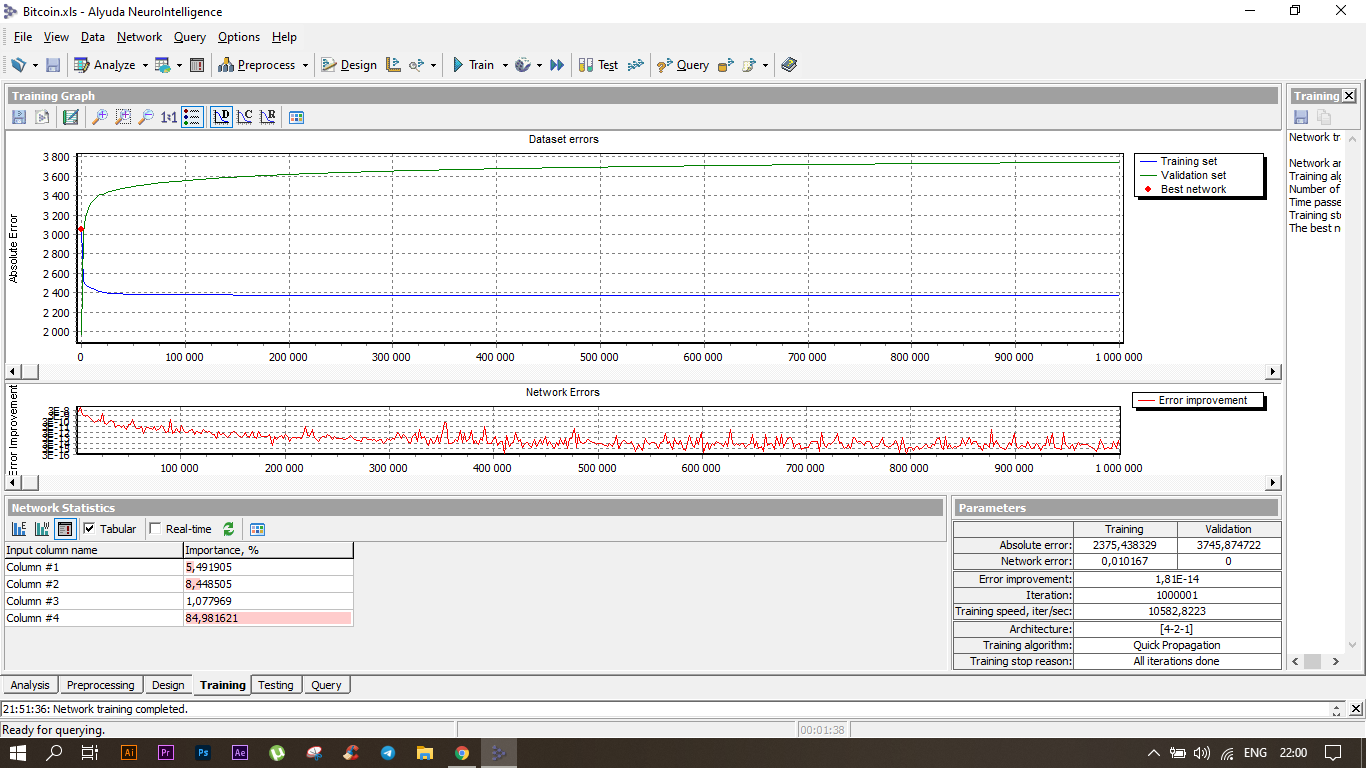 Bitcoin.xls - Alyuda NeuroIntelligence
File View Data Network Query Options Help
Analyze Preprocess Design Train Test Query
Training Graph
1:1 D C R
Dataset errors
Absolute Error
3 800
3 600
3 400
3 200
3 000
2 800
2 600
2 400
2 000
0 100 000 200 000 300 000 400 000 500 000 600 000 700 000 800 000 900 000 1 000 000
Training set
Validation set
Best network
Network Errors
Error Improvement
3E-8
3E-10
100 000 200 000 300 000 400 000 500 000 600 000 700 000 800 000 900 000 1 000 000
Error improvement
Network Statistics
Tabular Real-time
Input column name Importance, %
Column #1 5,491905
Column #2 8,448505
Column #3 1,077969
Column #4 84,981621
Parameters
Training Validation
Absolute error: 2375,438329 3745,874722
Network error: 0,010167 0
Error improvement: 1,81E-14
Iteration: 1000001
Training speed, iter/sec: 10582,8223
Architecture: [4-2-1]
Training algorithm: Quick Propagation
Training stop reason: All iterations done
Training
Network tr
Network ar
Training alg
Number of
Time passe
Training sto
The best n
Analysis Preprocessing Design Training Testing Query
21:51:36: Network training completed.
Ready for querying.
00:01:38
Ai Pr Ps Ae
ENG 22:00